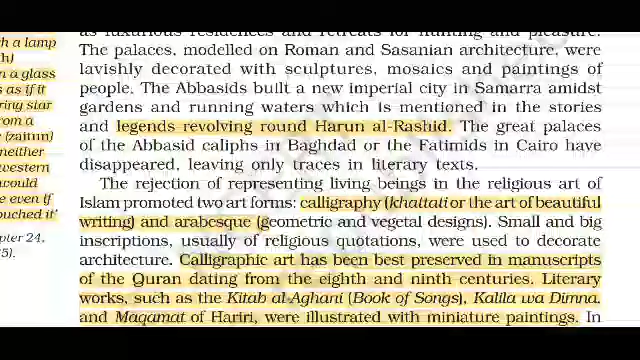 as luxurious residences and retreats for hunting and pleasure.
The palaces, modelled on Roman and Sasanian architecture, were
lavishly decorated with sculptures, mosaics and paintings of
people. The Abbasids built a new imperial city in Samarra amidst
gardens and running waters which is mentioned in the stories
and legends revolving round Harun al-Rashid. The great palaces
of the Abbasid caliphs in Baghdad or the Fatimids in Cairo have
disappeared, leaving only traces in literary texts.
The rejection of representing living beings in the religious art of
Islam promoted two art forms: calligraphy (khattati or the art of beautiful
writing) and arabesque (geometric and vegetal designs). Small and big
inscriptions, usually of religious quotations, were used to decorate
architecture. Calligraphic art has been best preserved in manuscripts
of the Quran dating from the eighth and ninth centuries. Literary
works, such as the Kitab al-Aghani (Book of Songs), Kalila wa Dimna,
and Maqamat of Hariri, were illustrated with miniature paintings. In
h a lamp
n a glass
s as if it
ring star
rom a
(zaitun)
neither
western
would
e even if
ouched it'
pter 24,
5).